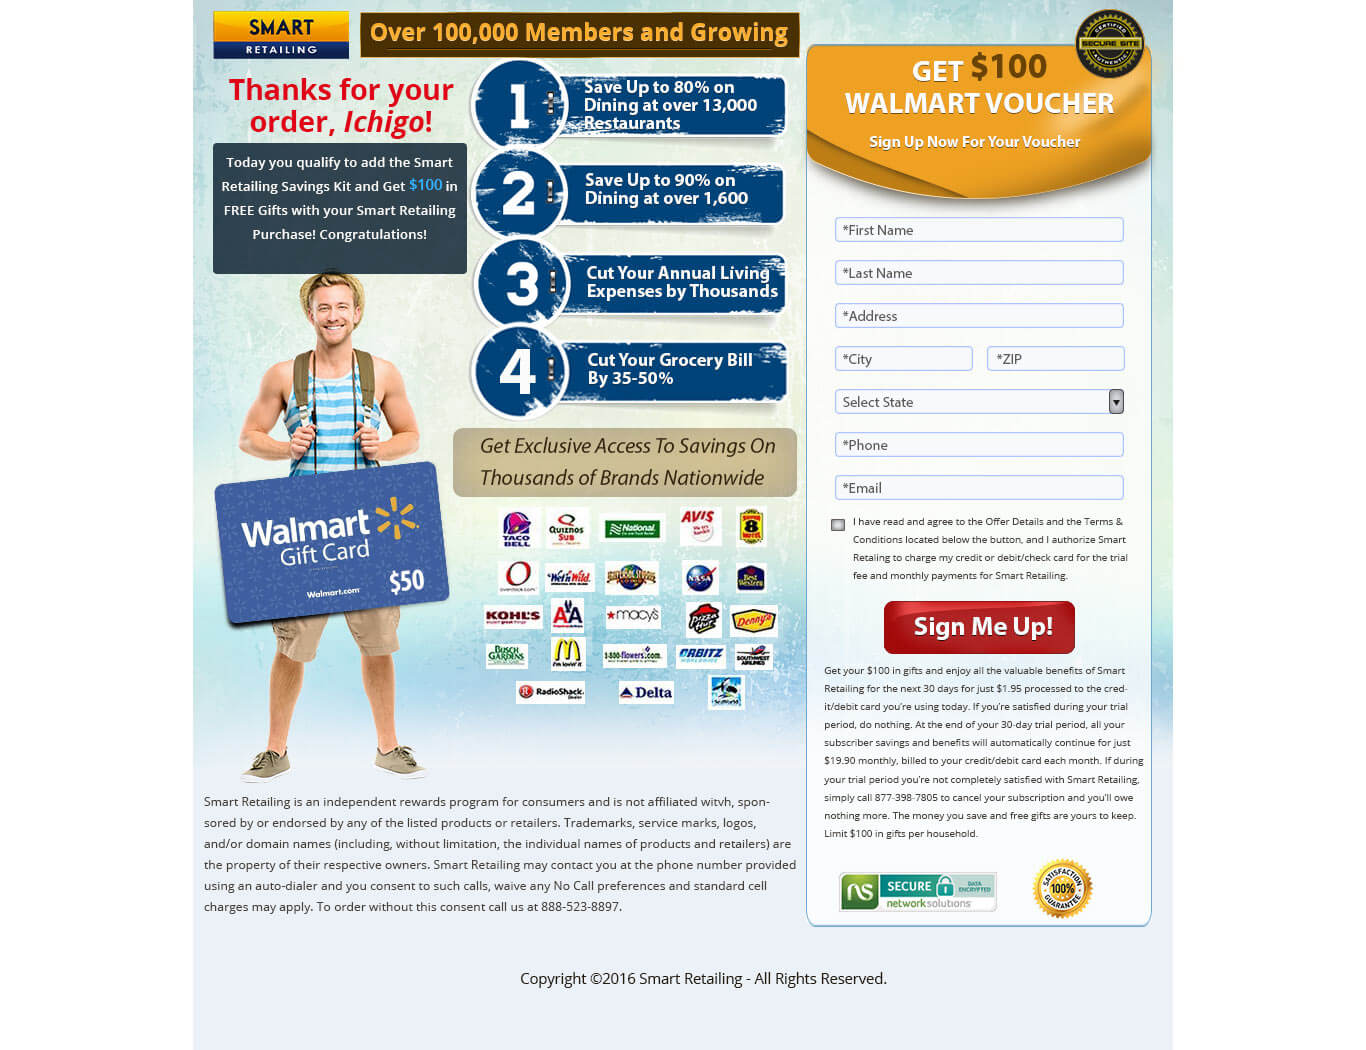 SMART
RETAILING
Over 100,000 Members and Growing
Thanks for your
order, Ichigo!
Today you qualify to add the Smart
Retailing Savings Kit and Get $100 in
FREE Gifts with your Smart Retailing
Purchase! Congratulations!
1
Save Up to 80% on
Dining at over 13,000
Restaurants
2
Save Up to 90% on
Dining at over 1,600
3
Cut Your Annual Living
Expenses by Thousands
4
Cut Your Grocery Bill
By 35-50%
Get Exclusive Access To Savings On
Thousands of Brands Nationwide
Walmart
Gift Card
Walmart.com
$50
TACO
BELL
QUIZNOS
SUB
National.
AVIS
SUPER
8
MOTEL
overstock.com
Wet'n Wild
UNIVERSAL STUDIOS
NASA
Best
Western
KOHL'S
AA
macy's
Pizza
Hut
Denny's
BUSCH
GARDENS
i'm lovin' it
1-800-flowers.com
ORBITZ
WORLDWIDE
SOUTHWEST
AIRLINES
RadioShack.
Dealer
Delta
Smart Retailing is an independent rewards program for consumers and is not affiliated witvh, spon-
sored by or endorsed by any of the listed products or retailers. Trademarks, service marks, logos,
and/or domain names (including, without limitation, the individual names of products and retailers) are
the property of their respective owners. Smart Retailing may contact you at the phone number provided
using an auto-dialer and you consent to such calls, waive any No Call preferences and standard cell
charges may apply. To order without this consent call us at 888-523-8897.
CERTIFIED
SECURE SITE
AUTHENTIC
GET $100
WALMART VOUCHER
Sign Up Now For Your Voucher
*First Name
*Last Name
*Address
*City
*ZIP
Select State
*Phone
*Email
I have read and agree to the Offer Details and the Terms &
Conditions located below the button, and I authorize Smart
Retaling to charge my credit or debit/check card for the trial
fee and monthly payments for Smart Retailing.
Sign Me Up!
Get your $100 in gifts and enjoy all the valuable benefits of Smart
Retailing for the next 30 days for just $1.95 processed to the cred-
it/debit card you're using today. If you're satisfied during your trial
period, do nothing. At the end of your 30-day trial period, all your
subscriber savings and benefits will automatically continue for just
$19.90 monthly, billed to your credit/debit card each month. If during
your trial period you're not completely satisfied with Smart Retailing,
simply call 877-398-7805 to cancel your subscription and you'll owe
nothing more. The money you save and free gifts are yours to keep.
Limit $100 in gifts per household.
ns
SECURE
DATA
ENCRYPTED
networksolutions
SATISFACTION
100%
GUARANTEE
Copyright ©2016 Smart Retailing - All Rights Reserved.